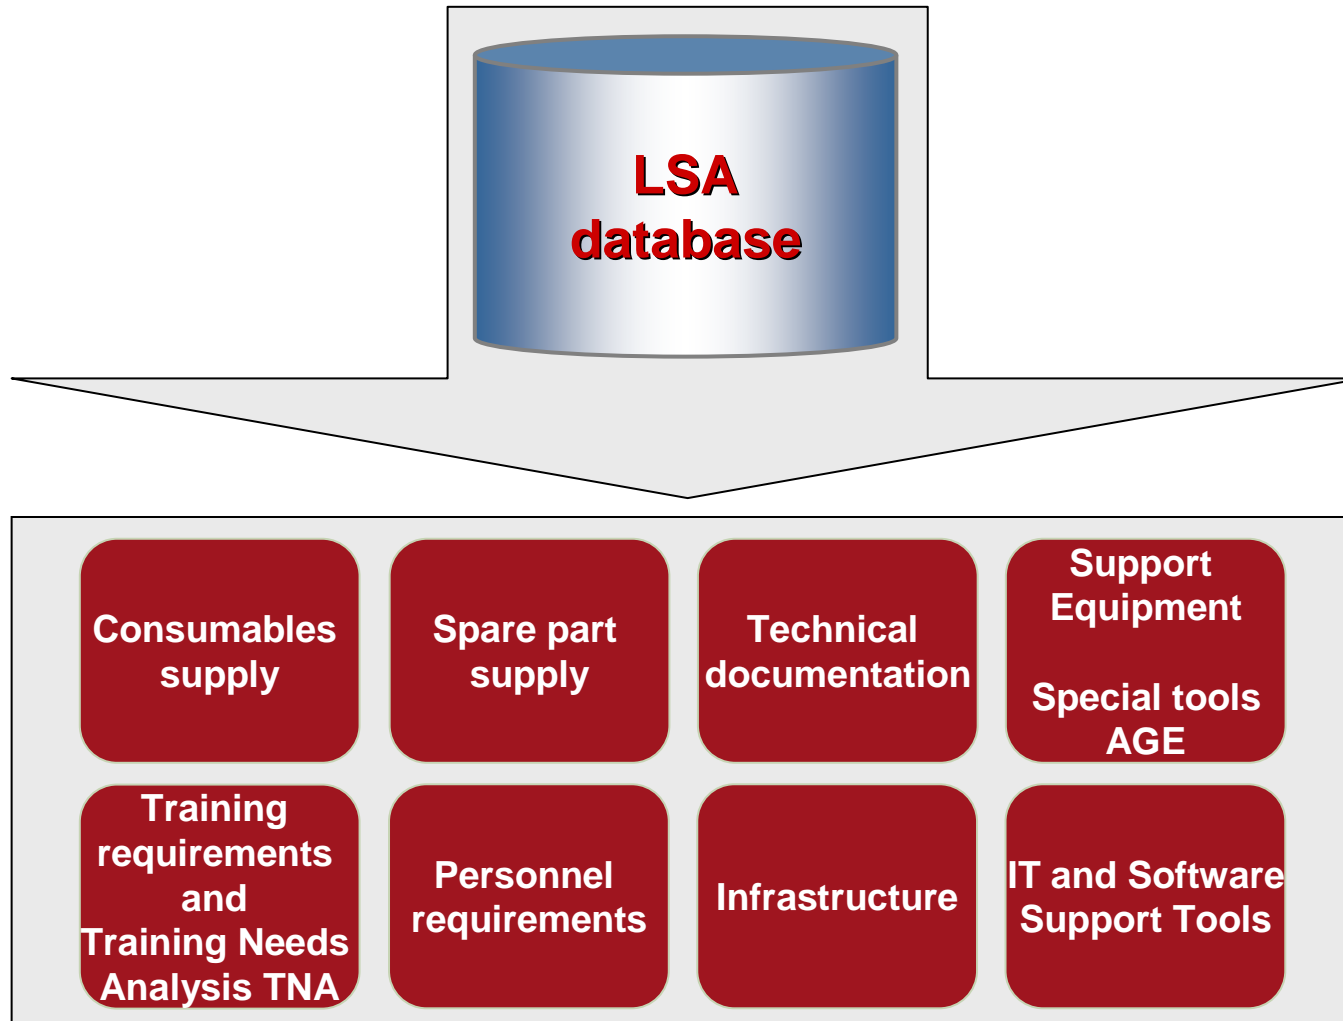 LSA
database
Consumables
supply
Spare part
supply
Technical
documentation
Support
Equipment
Special tools
AGE
Training
requirements
and
Training Needs
Analysis TNA
Personnel
requirements
Infrastructure
IT and Software
Support Tools